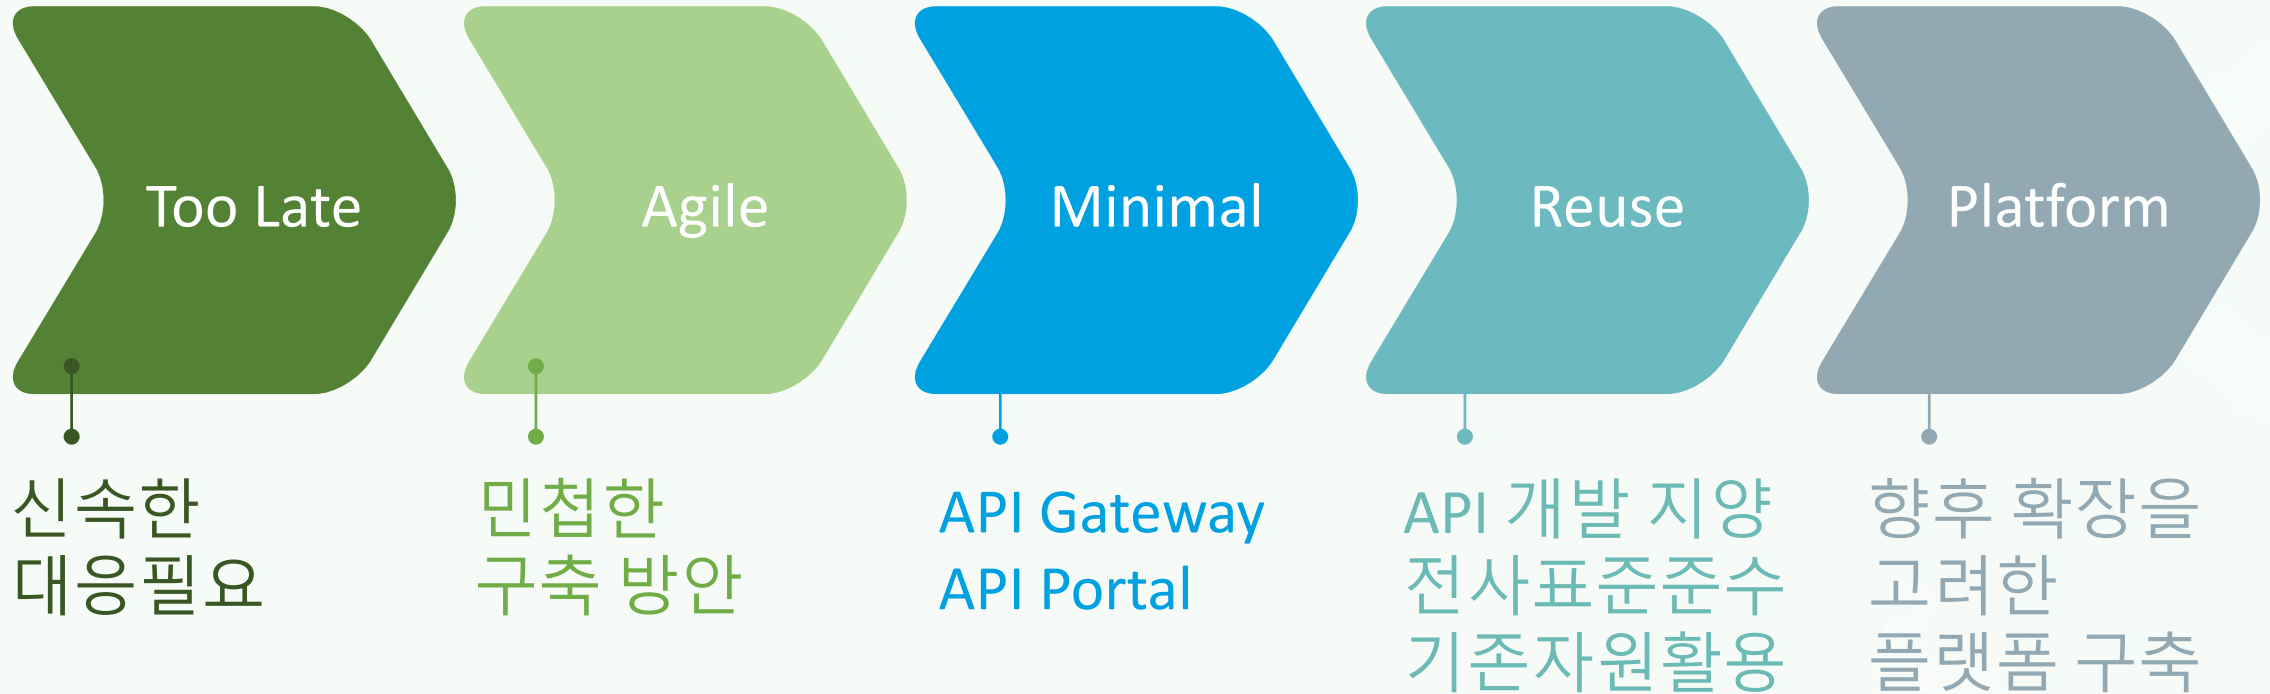 Too Late
Agile
Minimal
Reuse
Platform
신속한
대응필요
민첩한
구축 방안
API Gateway
API Portal
API 개발 지양
전사표준준수
기존자원활용
향후 확장을
고려한
플랫폼 구축